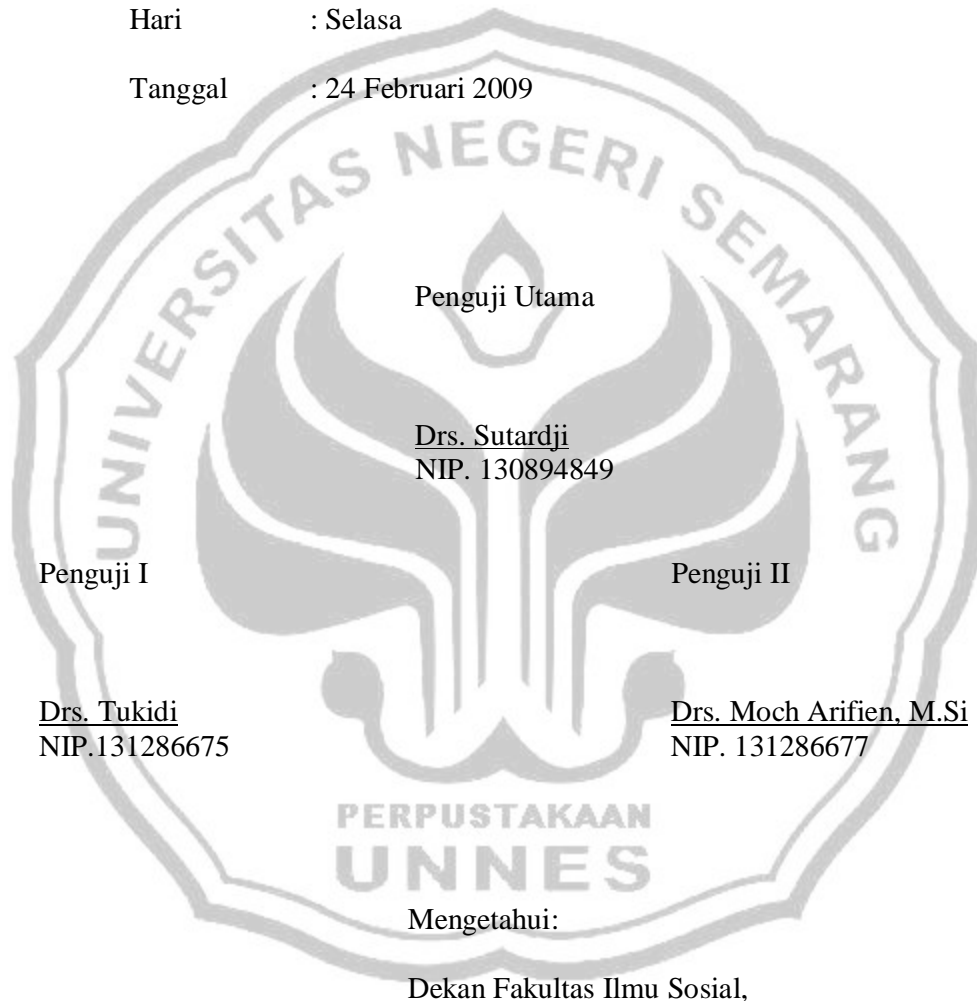 Hari : Selasa
Tanggal : 24 Februari 2009
UNIVERSITAS NEGERI SEMARANG
Penguji Utama
Drs. Sutardji
NIP. 130894849
Penguji I Penguji II
Drs. Tukidi Drs. Moch Arifien, M.Si
NIP.131286675 NIP. 131286677
PERPUSTAKAAN
UNNES
Mengetahui:
Dekan Fakultas Ilmu Sosial,